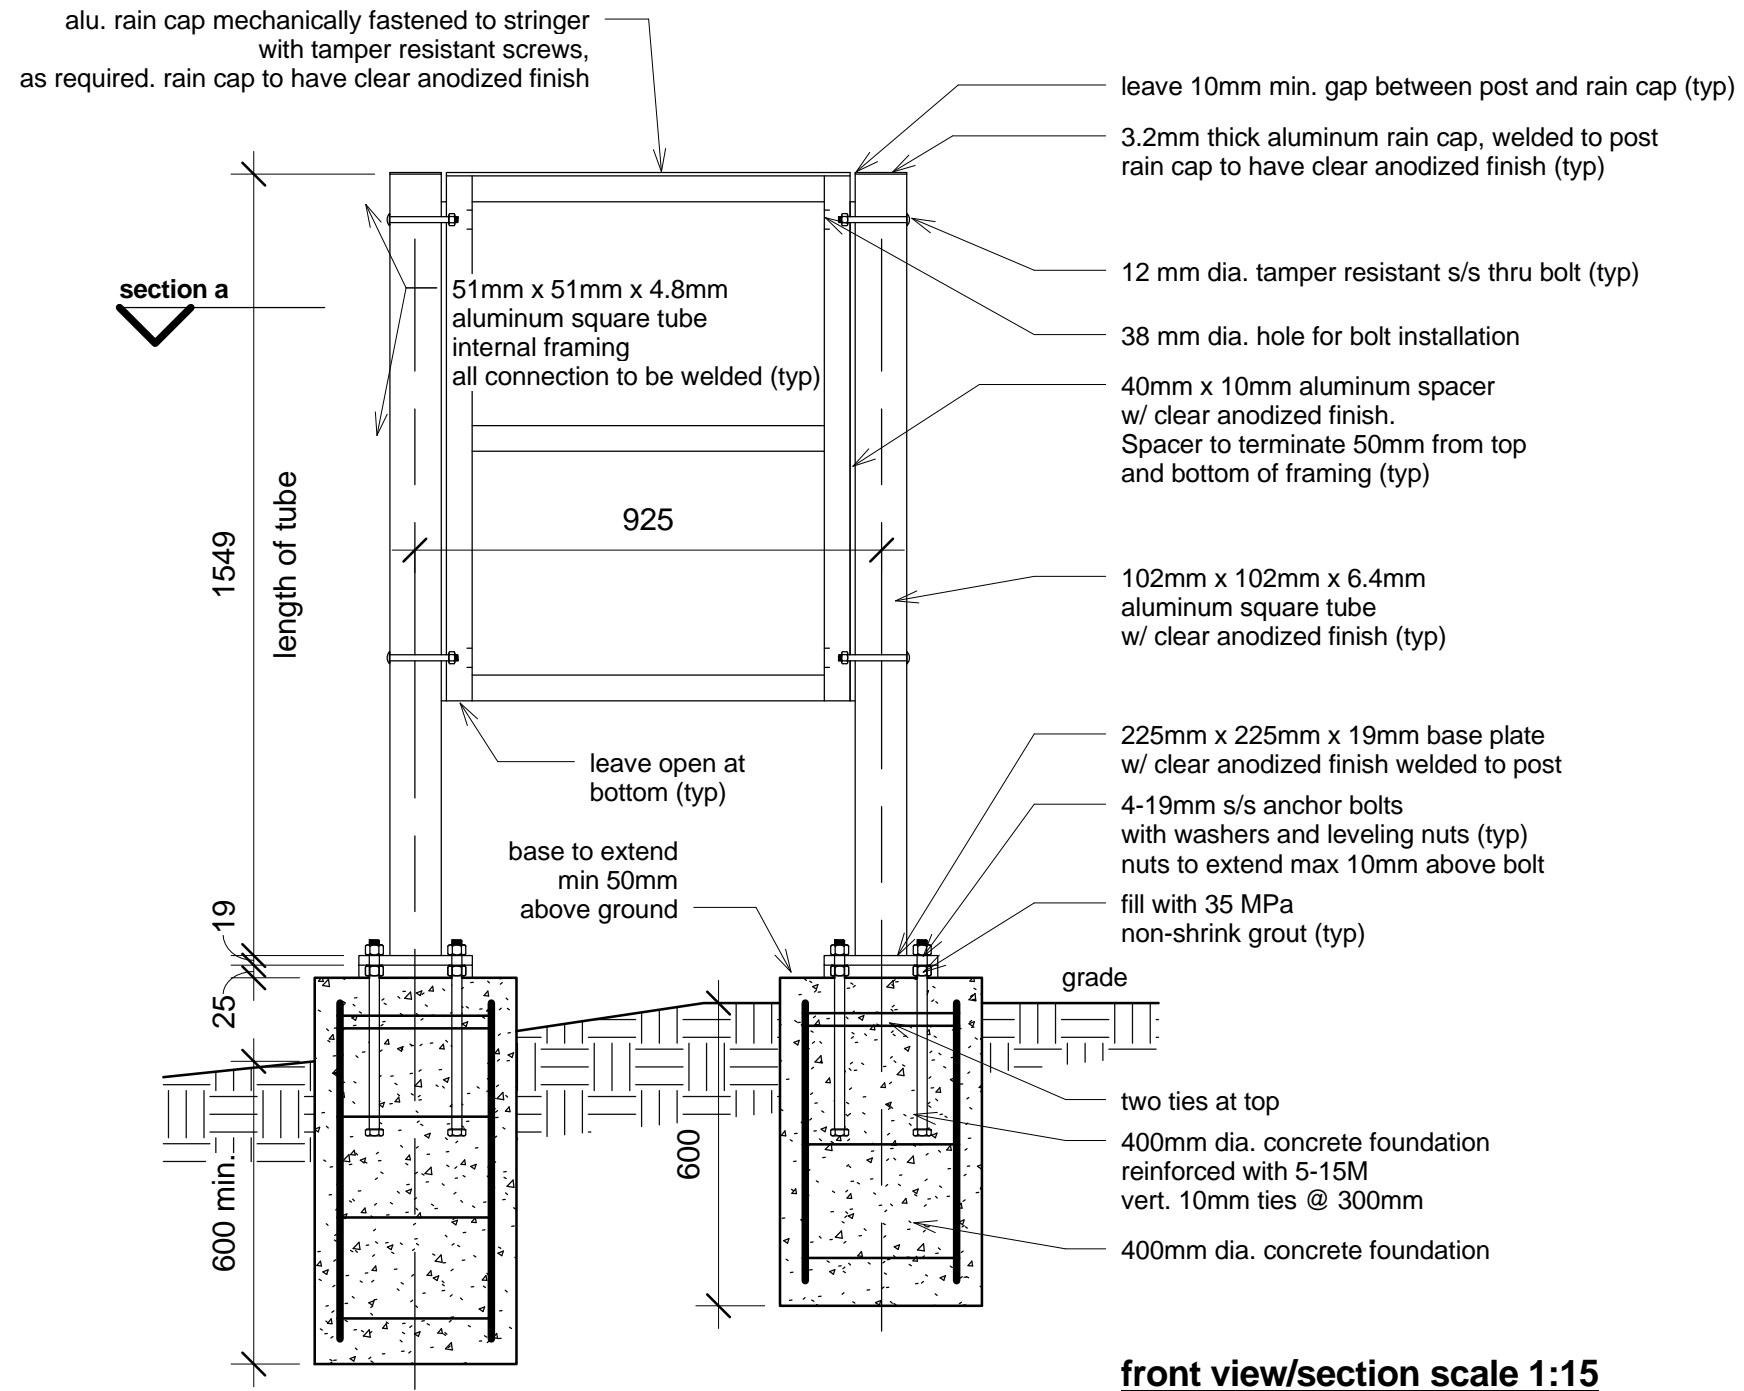 alu. rain cap mechanically fastened to stringer
with tamper resistant screws,
as required. rain cap to have clear anodized finish
leave 10mm min. gap between post and rain cap (typ)
3.2mm thick aluminum rain cap, welded to post
rain cap to have clear anodized finish (typ)
12 mm dia. tamper resistant s/s thru bolt (typ)
section a
51mm x 51mm x 4.8mm
aluminum square tube
internal framing
all connection to be welded (typ)
38 mm dia. hole for bolt installation
40mm x 10mm aluminum spacer
w/ clear anodized finish.
Spacer to terminate 50mm from top
and bottom of framing (typ)
925
1549
length of tube
102mm x 102mm x 6.4mm
aluminum square tube
w/ clear anodized finish (typ)
225mm x 225mm x 19mm base plate
w/ clear anodized finish welded to post
leave open at
bottom (typ)
4-19mm s/s anchor bolts
with washers and leveling nuts (typ)
nuts to extend max 10mm above bolt
base to extend
min 50mm
above ground
fill with 35 MPa
non-shrink grout (typ)
19
25
grade
two ties at top
600 min.
600
400mm dia. concrete foundation
reinforced with 5-15M
vert. 10mm ties @ 300mm
400mm dia. concrete foundation
front view/section scale 1:15